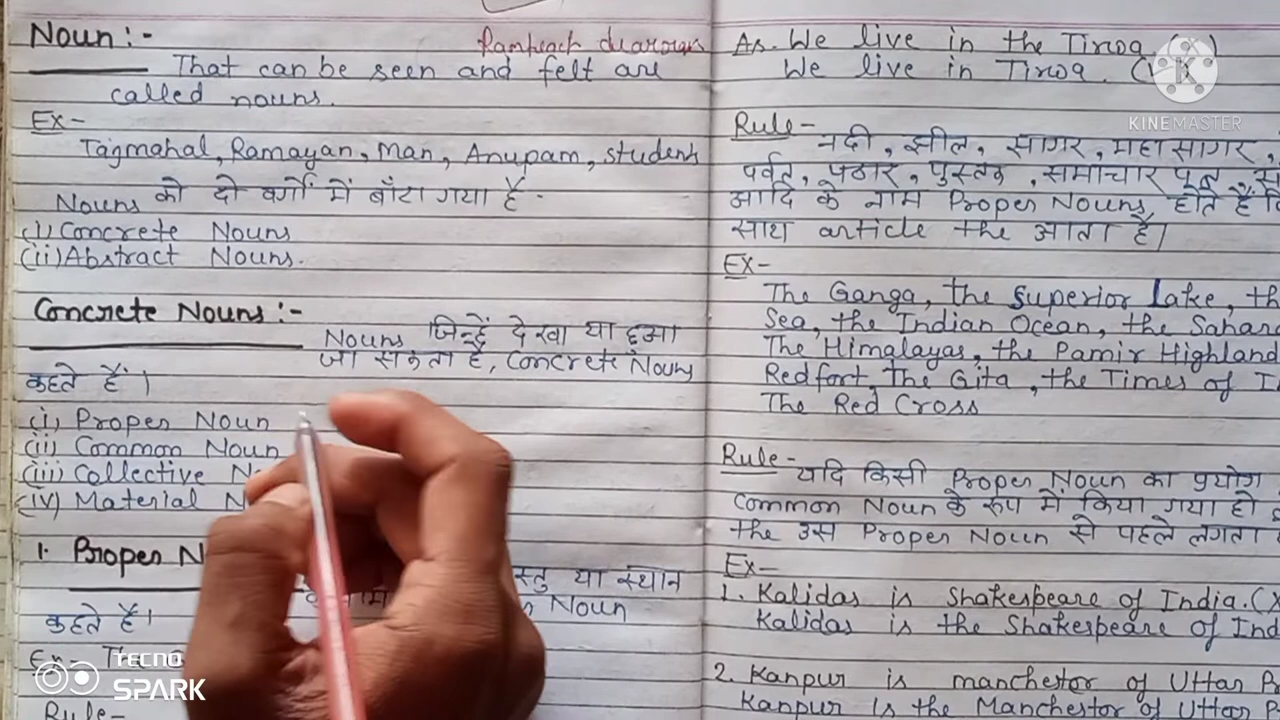 Noun:-
That can be seen and felt are
called nouns.
Ex-
Tajmahal, Ramayan, Man, Anupam, students
Nouns को दो वर्गों में बाँटा गया है.
(i) Concrete Nouns
(ii) Abstract Nouns.
Concrete Nouns:-
Nouns जिन्हें देखा या छुआ
जा सकता है, Concrete Nouns
कहते हैं।
(i) Proper Noun
(ii) Common Noun
(iii) Collective
(iv) Material
1. Proper
या स्थान
Noun
कहते हैं।
Rule-
As. We live in the Tirwa.
We live in Tirwa.
Rule- नदी, झील, सागर, महासागर,
पर्वत, पठार, पुस्तक, समाचार पत्र
आदि के नाम Proper Nouns होते हैं
साथ article the आता है।
Ex-
The Ganga, the superior lake,
Sea, the Indian Ocean, the Sahara
The Himalayas, the Pamir Highland
Redfort, The Gita, the Times of
The Red Cross
Rule- यदि किसी Proper Noun का प्रयोग
Common Noun के रूप में किया गया हो
the उस Proper Noun से पहले लगता
Ex-
1. Kalidas is Shakespeare of India. (X
Kalidas is the Shakespeare of Ind
2. Kanpur is manchester of Uttar
Kanpur is the Manchester of Uttar
K
KINEMASTER
TECNO
SPARK